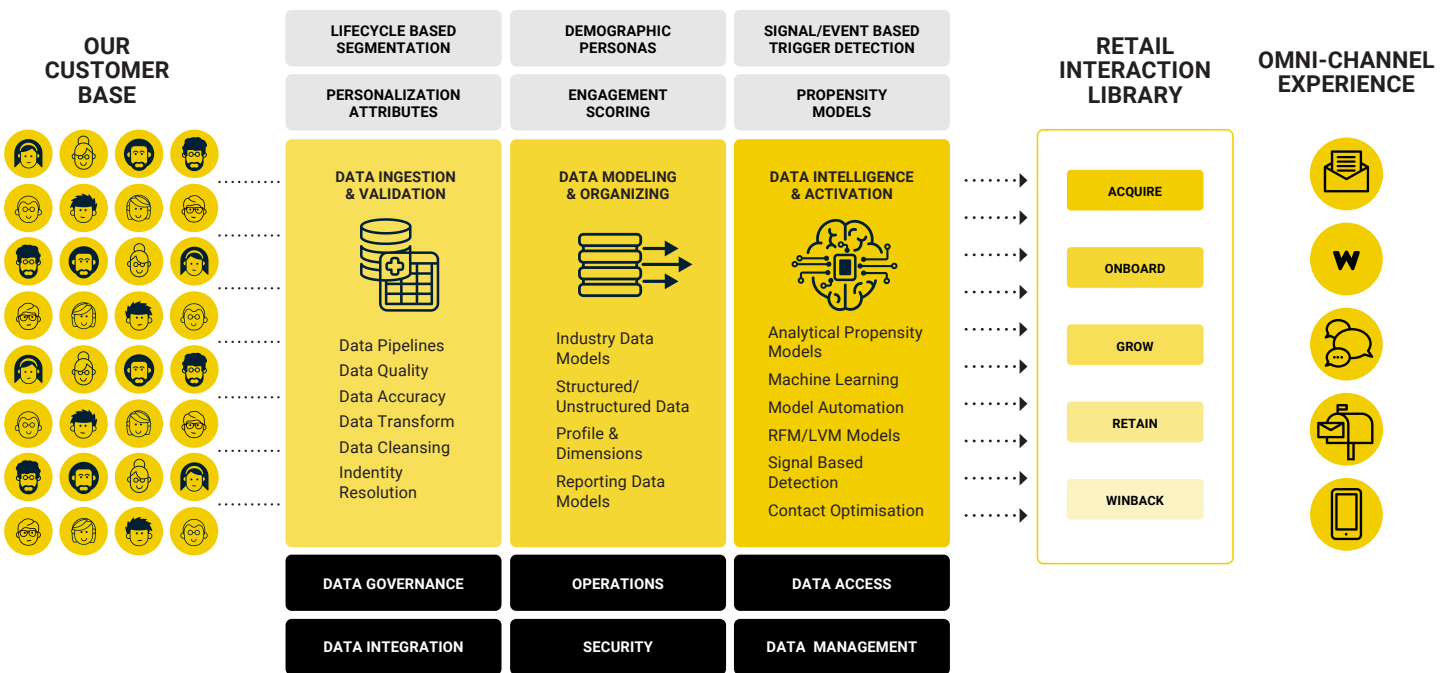 OUR
CUSTOMER
BASE
LIFECYCLE BASED
SEGMENTATION
DEMOGRAPHIC
PERSONAS
SIGNAL/EVENT BASED
TRIGGER DETECTION
PERSONALIZATION
ATTRIBUTES
ENGAGEMENT
SCORING
PROPENSITY
MODELS
DATA INGESTION
& VALIDATION
Data Pipelines
Data Quality
Data Accuracy
Data Transform
Data Cleansing
Indentity
Resolution
DATA MODELING
& ORGANIZING
Industry Data
Models
Structured/
Unstructured Data
Profile &
Dimensions
Reporting Data
Models
DATA INTELLIGENCE
& ACTIVATION
Analytical Propensity
Models
Machine Learning
Model Automation
RFM/LVM Models
Signal Based
Detection
Contact Optimisation
DATA GOVERNANCE
OPERATIONS
DATA ACCESS
DATA INTEGRATION
SECURITY
DATA MANAGEMENT
RETAIL
INTERACTION
LIBRARY
ACQUIRE
ONBOARD
GROW
RETAIN
WINBACK
OMNI-CHANNEL
EXPERIENCE
W